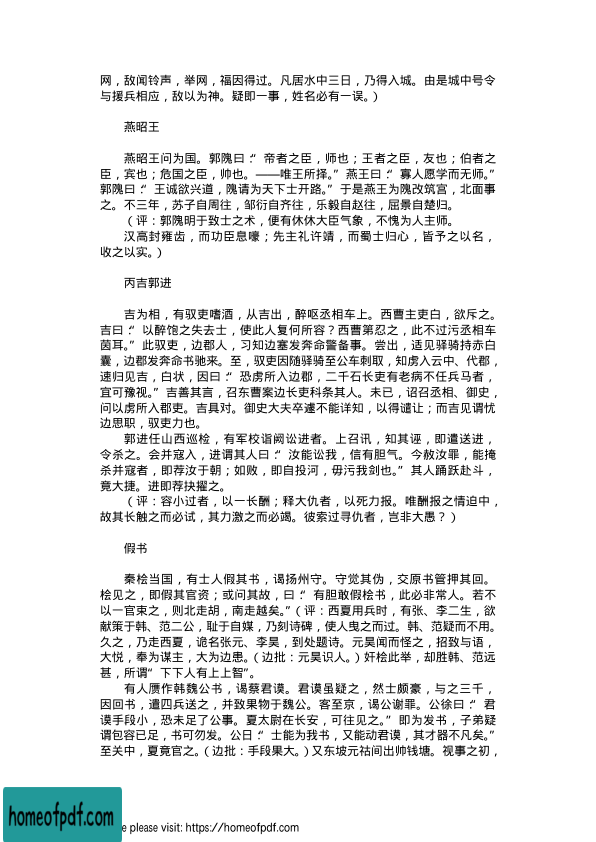 网，敌闻铃声，举网，福因得过。凡居水中三日，乃得入城。由是城中号令
与援兵相应，敌以为神。疑即一事，姓名必有一误。)
燕昭王
燕昭王问为国。郭隗曰：“帝者之臣，师也；王者之臣，友也；伯者之
臣，宾也；危国之臣，帅也。——唯王所择。”燕王曰：“寡人愿学而无师。”
郭隗曰：“王诚欲兴道，隗请为天下士开路。”于是燕王为隗改筑宫，北面事
之。不三年，苏子自周往，邹衍自齐往，乐毅自赵往，屈景自楚归。
（评：郭隗明于致士之术，便有休休大臣气象，不愧为人主师。
汉高封雍齿，而功臣息嚎；先主礼许靖，而蜀士归心，皆予之以名，
收之以实。)
丙吉郭进
吉为相，有驭吏嗜酒，从吉出，醉呕丞相车上。西曹主吏白，欲斥之。
吉曰：“以醉饱之失去士，使此人复何所容？西曹第忍之，此不过污丞相车
茵耳。”此驭吏，边郡人，习知边塞发奔命警备事。尝出，适见驿骑持赤白
囊，边郡发奔命书驰来。至，驭吏因随驿骑至公车刺取，知虏入云中、代郡，
遽归见吉，白状，因曰：“恐虏所入边郡，二千石长吏有老病不任兵马者，
宜可豫视。”吉善其言，召东曹案边长吏科条其人。未已，诏召丞相、御史，
问以虏所入郡吏。吉具对。御史大夫卒遽不能详知，以得谴让；而吉见谓忧
边思职，驭吏力也。
郭进任山西巡检，有军校诣阙讼进者。上召讯，知其诬，即遣送进，
令杀之。会并寇入，进谓其人曰：“汝能讼我，信有胆气。今赦汝罪，能掩
杀并寇者，即荐汝于朝；如败，即自投河，毋污我剑也。”其人踊跃赴斗，
竟大捷。进即荐抉擢之。
（评：容小过者，以一长酬；释大仇者，以死力报。唯酬报之情迫中，
故其长触之而必试，其力激之而必竭。彼索过寻仇者，岂非大愚？)
假书
秦桧当国，有士人假其书，谒扬州守。守觉其伪，交原书管押其回。
桧见之，即假其官资；或问其故，曰：“有胆敢假桧书，此必非常人。若不
以一官束之，则北走胡，南走越矣。”（评：西夏用兵时，有张、李二生，欲
献策于韩、范二公，耻于自媒，乃刻诗碑，使人曳之而过。韩、范疑而不用。
久之，乃走西夏，诡名张元、李昊，到处题诗。元昊闻而怪之，招致与语，
大悦，奉为谋主，大为边患。（边批：元昊识人。）奸桧此举，却胜韩、范远
甚，所谓“下下人有上上智”。
有人赝作韩魏公书，谒蔡君谟。君谟虽疑之，然士颇豪，与之三千，
因回书，遣四兵送之，并致果物于魏公。客至京，谒公谢罪。公徐曰：“君
谟手段小，恐未足了公事。夏太尉在长安，可往见之。”即为发书，子弟疑
谓包容已足，书可勿发。公曰：“士能为我书，又能动君谟，其才器不凡矣。”
至关中，夏竟官之。（边批：手段果大。）又东坡元祐间出帅钱塘。视事之初，
homeofpdf.com
e please visit: https://homeofpdf.com